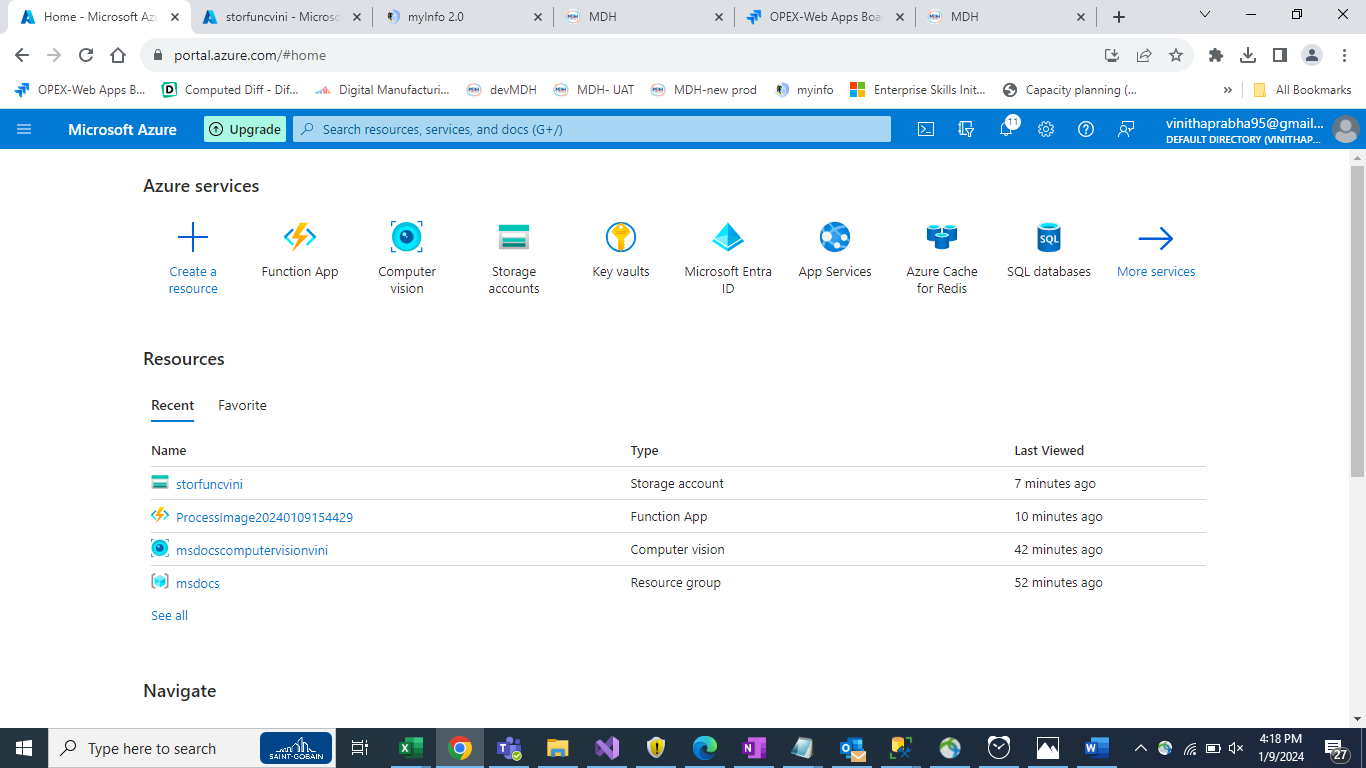 Home - Microsoft Azu
storfuncvini - Microso
myInfo 2.0
MDH
OPEX-Web Apps Boa
MDH
portal.azure.com/#home
OPEX-Web Apps B...
Computed Diff - Dif...
Digital Manufacturi...
devMDH
MDH- UAT
MDH-new prod
myinfo
Enterprise Skills Init...
Capacity planning (...
»
All Bookmarks
Microsoft Azure
Upgrade
Search resources, services, and docs (G+/)
11
vinithaprabha95@gmail...
DEFAULT DIRECTORY (VINITHAP...
Azure services
Create a
resource
Function App
Computer
vision
Storage
accounts
Key vaults
Microsoft Entra
ID
App Services
Azure Cache
for Redis
SQL
SQL databases
More services
Resources
Recent
Favorite
Name Type Last Viewed
storfuncvini Storage account 7 minutes ago
ProcessImage20240109154429 Function App 10 minutes ago
msdocscomputervisionvini Computer vision 42 minutes ago
msdocs Resource group 52 minutes ago
See all
Navigate
Type here to search
SAINT-GOBAIN
4:18 PM
1/9/2024
27